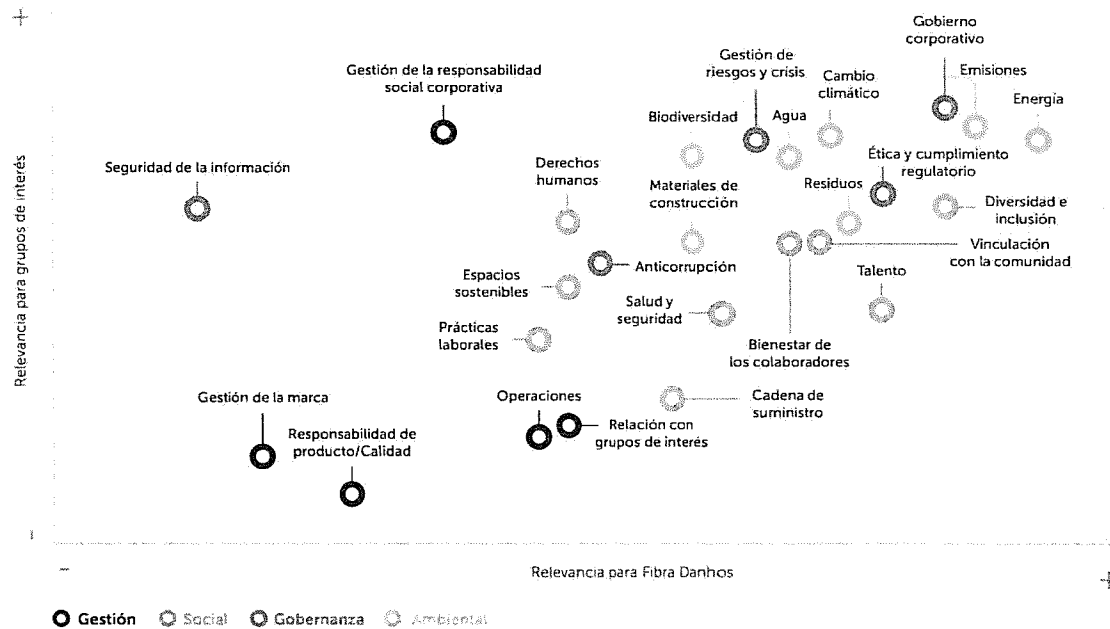 +
Gobierno
corporativo
Gestión de
riesgos y crisis
Gestión de la responsabilidad
social corporativa
Cambio
climático
Emisiones
Energía
Biodiversidad
Agua
Seguridad de la información
Derechos
humanos
Ética y cumplimiento
regulatorio
Materiales de
construcción
Residuos
Diversidad e
inclusión
Vinculación
con la comunidad
Anticorrupción
Espacios
sostenibles
Talento
Salud y
seguridad
Prácticas
laborales
Bienestar de
los colaboradores
Relevancia para grupos de interés
Gestión de la marca
Operaciones
Cadena de
suministro
Responsabilidad de
producto/Calidad
Relación con
grupos de interés
-
-
Relevancia para Fibra Danhos
+
Gestión Social Gobernanza Ambiental